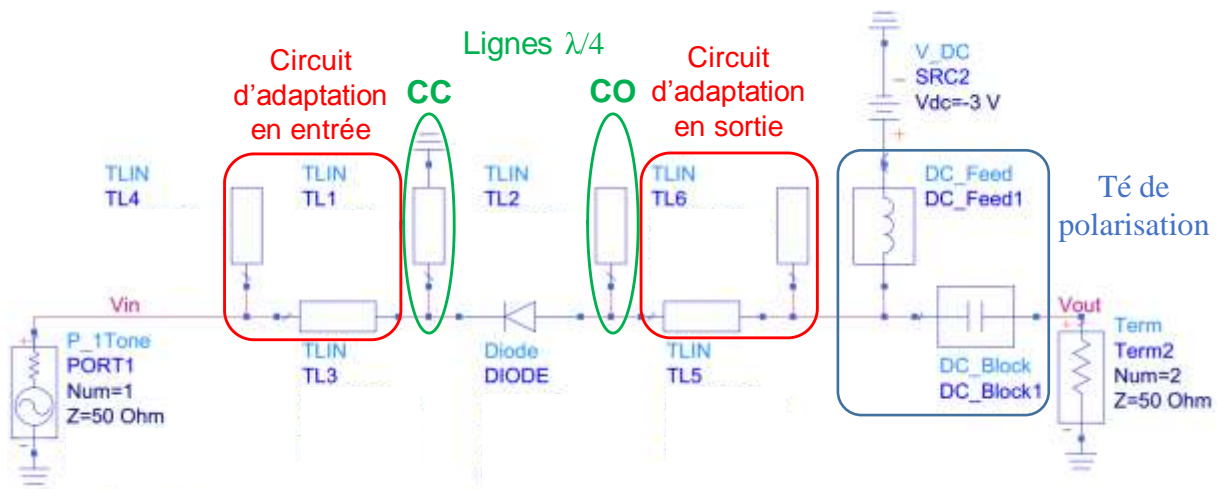 Lignes λ/4
Circuit
d'adaptation
en entrée
CC
CO
Circuit
d'adaptation
en sortie
V_DC
SRC2
Vdc=-3 V
TLIN
TL4
TLIN
TL1
TLIN
TL2
TLIN
TL6
DC_Feed
DC_Feed1
Té de
polarisation
Vin
Vout
P_1Tone
PORT1
Num=1
Z=50 Ohm
TLIN
TL3
Diode
DIODE
TLIN
TL5
DC_Block
DC_Block1
Term
Term2
Num=2
Z=50 Ohm